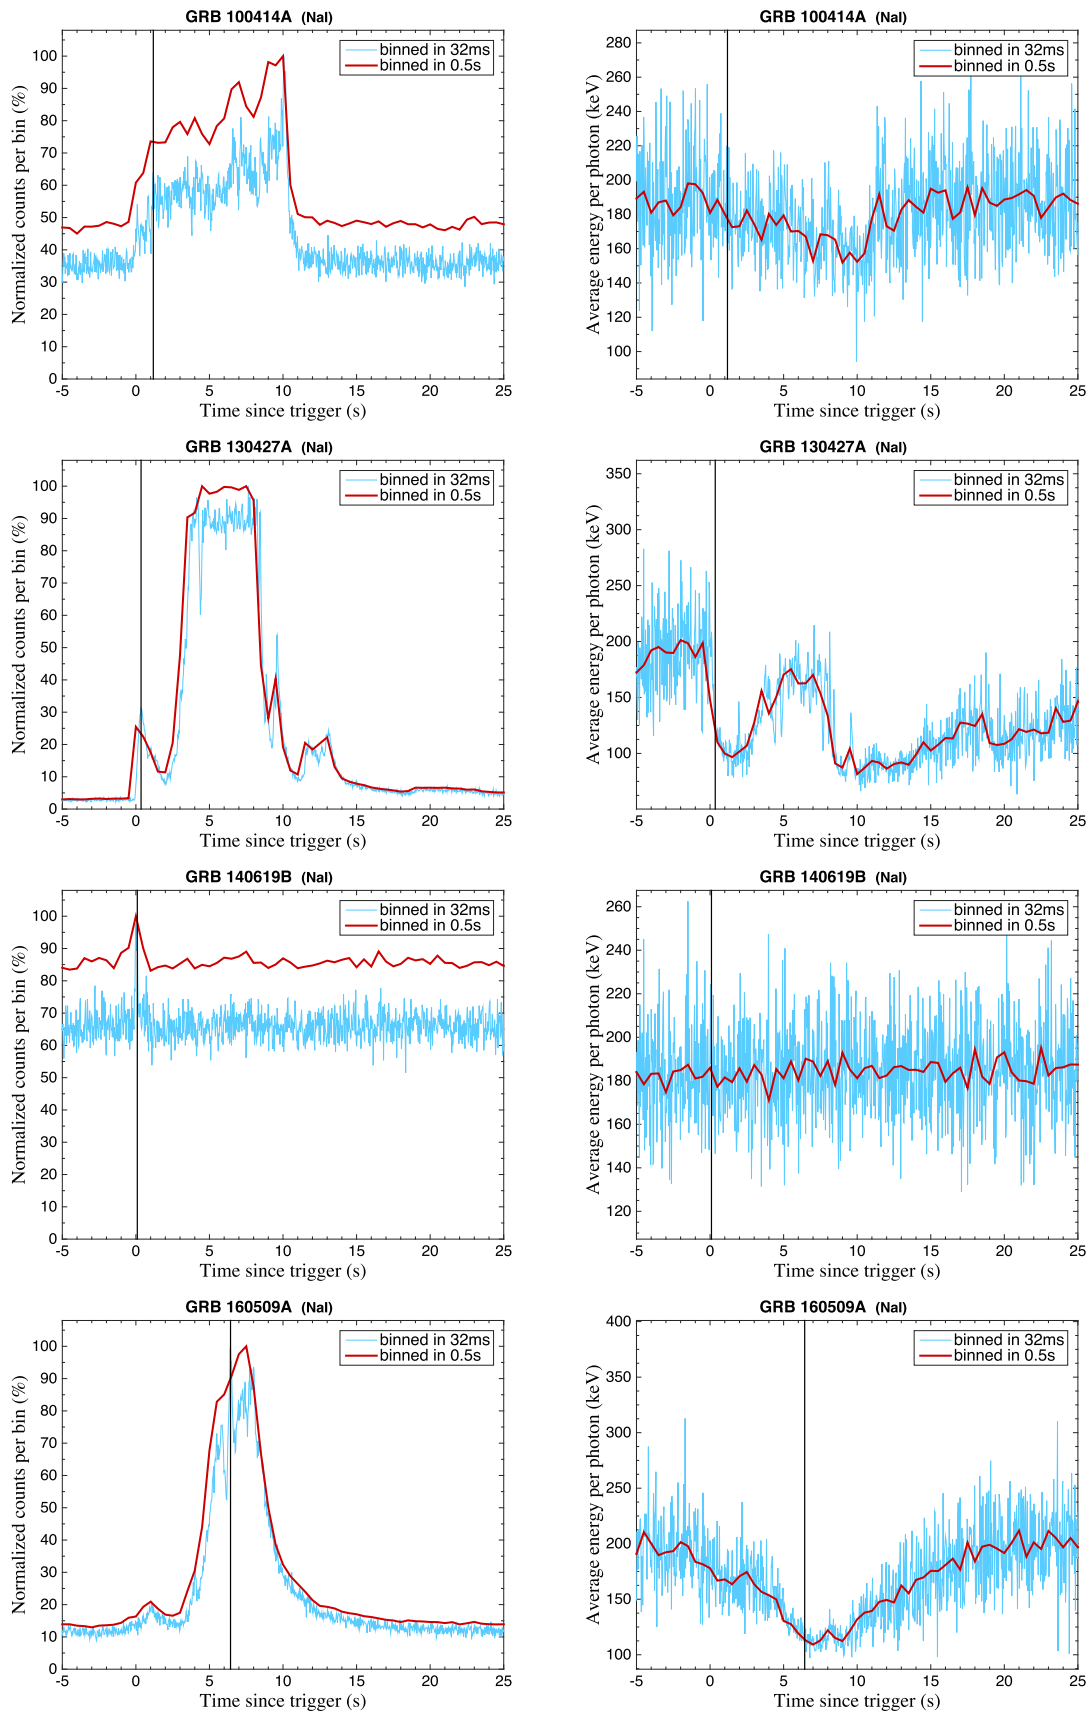 GRB 100414A (NaI)
Normalized counts per bin (%)
100
90
80
70
60
50
40
30
20
10
0
-5 0 5 10 15 20 25
Time since trigger (s)
binned in 32ms
binned in 0.5s
GRB 100414A (NaI)
Average energy per photon (keV)
280
260
240
220
200
180
160
140
120
100
-5 0 5 10 15 20 25
Time since trigger (s)
binned in 32ms
binned in 0.5s
GRB 130427A (NaI)
Normalized counts per bin (%)
100
90
80
70
60
50
40
30
20
10
0
-5 0 5 10 15 20 25
Time since trigger (s)
binned in 32ms
binned in 0.5s
GRB 130427A (NaI)
Average energy per photon (keV)
350
300
250
200
150
100
-5 0 5 10 15 20 25
Time since trigger (s)
binned in 32ms
binned in 0.5s
GRB 140619B (NaI)
Normalized counts per bin (%)
100
90
80
70
60
50
40
30
20
10
0
-5 0 5 10 15 20 25
Time since trigger (s)
binned in 32ms
binned in 0.5s
GRB 140619B (NaI)
Average energy per photon (keV)
260
240
220
200
180
160
140
120
-5 0 5 10 15 20 25
Time since trigger (s)
binned in 32ms
binned in 0.5s
GRB 160509A (NaI)
Normalized counts per bin (%)
100
90
80
70
60
50
40
30
20
10
0
-5 0 5 10 15 20 25
Time since trigger (s)
binned in 32ms
binned in 0.5s
GRB 160509A (NaI)
Average energy per photon (keV)
400
350
300
250
200
150
100
-5 0 5 10 15 20 25
Time since trigger (s)
binned in 32ms
binned in 0.5s